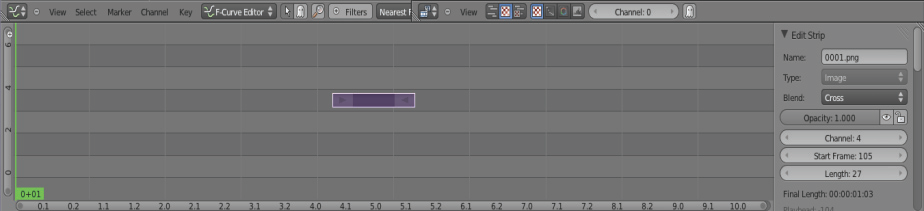 View Select Marker Channel Key F-Curve Editor Filters Nearest F View Channel: 0
6
4
2
0
0+01
0.1 0.2 1.1 1.2 2.0 2.1 2.2 3.1 3.2 4.0 4.1 5.0 5.1 5.2 6.1 6.2 7.0 7.1 7.2 8.1 8.2 9.0 9.1 10.0
Edit Strip
Name: 0001.png
Type: Image
Blend: Cross
Opacity: 1.000
Channel: 4
Start Frame: 105
Length: 27
Final Length: 00:00:01:03
Playhead: -104